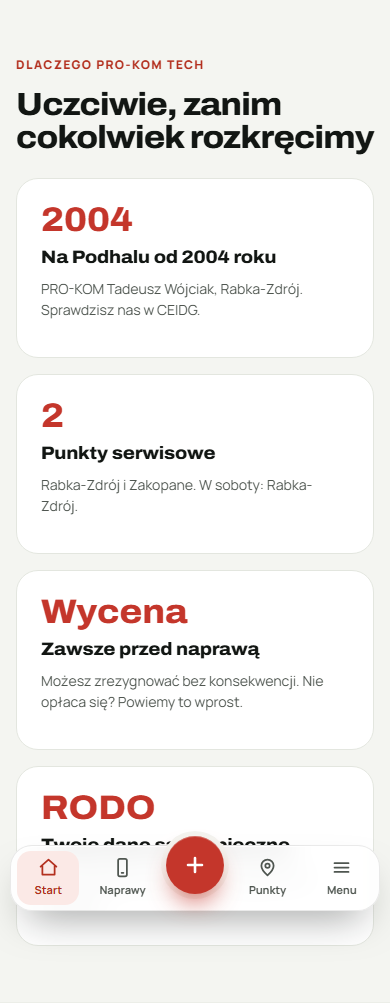 DLACZEGO PRO-KOM TECH
Uczciwie, zanim
cokolwiek rozkręcimy
2004
Na Podhalu od 2004 roku
PRO-KOM Tadeusz Wójciak, Rabka-Zdrój.
Sprawdzisz nas w CEIDG.
2
Punkty serwisowe
Rabka-Zdrój i Zakopane. W soboty: Rabka-
Zdrój.
Wycena
Zawsze przed naprawą
Możesz zrezygnować bez konsekwencji. Nie
opłaca się? Powiemy to wprost.
RODO
Twoje dane
Start
Naprawy
+
Punkty
Menu